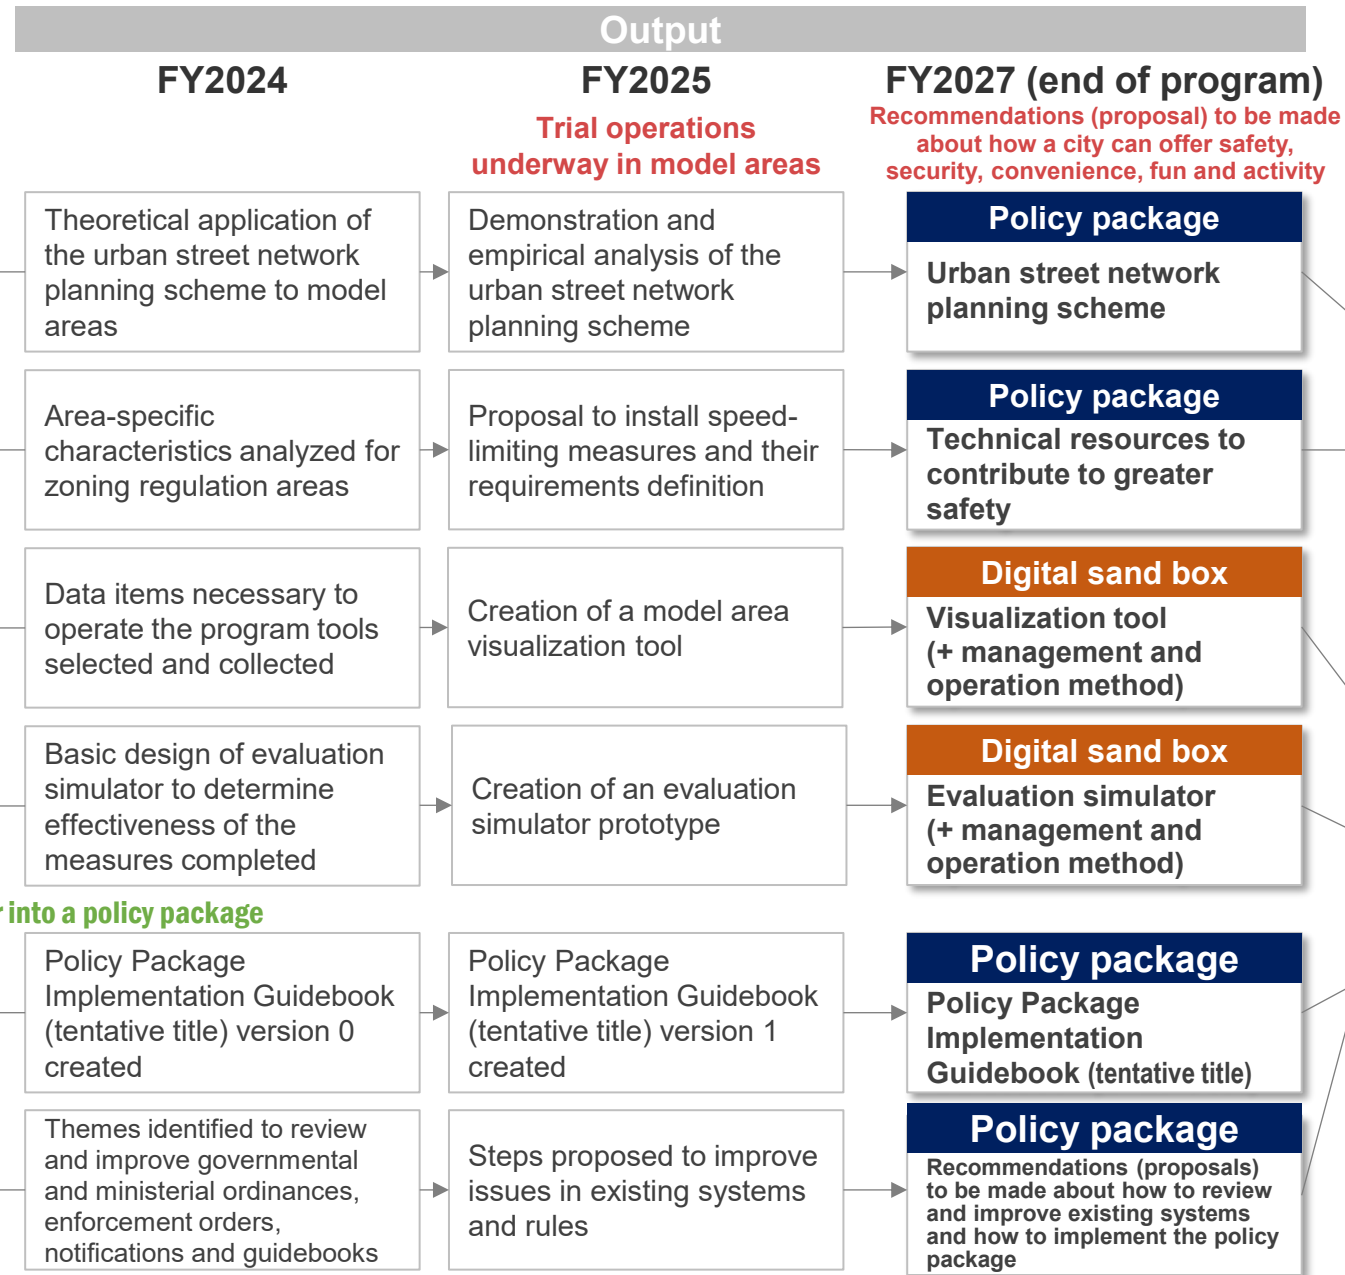 Output
FY2024
FY2025
FY2027 (end of program)
Trial operations
underway in model areas
Recommendations (proposal) to be made
about how a city can offer safety,
security, convenience, fun and activity
Theoretical application of
the urban street network
planning scheme to model
areas
Demonstration and
empirical analysis of the
urban street network
planning scheme
Policy package
Urban street network
planning scheme
Area-specific
characteristics analyzed for
zoning regulation areas
Proposal to install speed-
limiting measures and their
requirements definition
Policy package
Technical resources to
contribute to greater
safety
Data items necessary to
operate the program tools
selected and collected
Creation of a model area
visualization tool
Digital sand box
Visualization tool
(+ management and
operation method)
Basic design of evaluation
simulator to determine
effectiveness of the
measures completed
Creation of an evaluation
simulator prototype
Digital sand box
Evaluation simulator
(+ management and
operation method)
into a policy package
Policy Package
Implementation Guidebook
(tentative title) version 0
created
Policy Package
Implementation Guidebook
(tentative title) version 1
created
Policy package
Policy Package
Implementation
Guidebook (tentative title)
Themes identified to review
and improve governmental
and ministerial ordinances,
enforcement orders,
notifications and guidebooks
Steps proposed to improve
issues in existing systems
and rules
Policy package
Recommendations (proposals)
to be made about how to review
and improve existing systems
and how to implement the policy
package